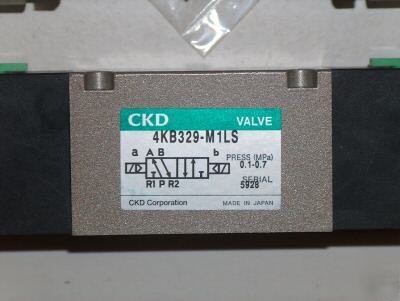 CKD VALVE
4KB329-M1LS
a A B b
PRESS (MPa)
0.1-0.7
R1 P R2
SERIAL
5928
CKD Corporation MADE IN JAPAN